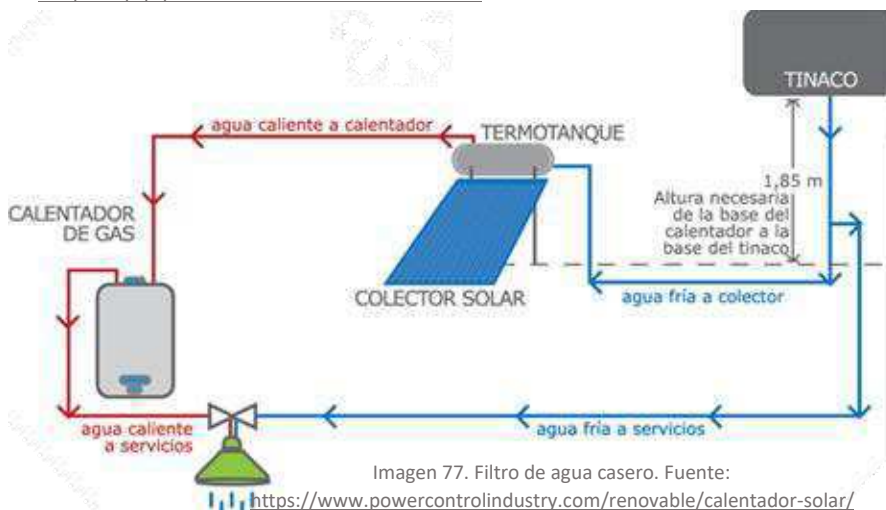 TINACO
agua caliente a calentador
TERMOTANQUE
1,85 m
Altura necesaria
de la base del
calentador a la
base del tinaco
CALENTADOR
DE GAS
COLECTOR SOLAR
agua fría a colector
agua caliente
a servicios
agua fría a servicios
Imagen 77. Filtro de agua casero. Fuente:
https://www.powercontrolindustry.com/renovable/calentador-solar/